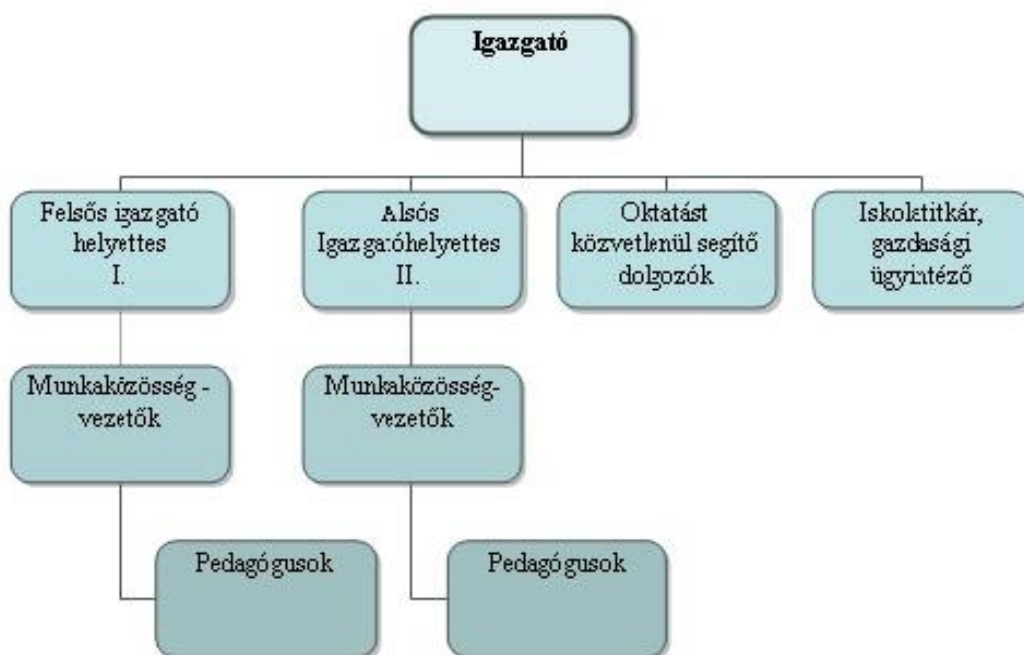 Igazgató
Felsős igazgató
helyettes
I.
Alsós
Igazgatóhelyettes
II.
Oktatást
közvetlenül segítő
dolgozók
Iskolatitkár,
gazdasági
ügyintéző
Munkaközösség -
vezetők
Munkaközösség-
vezetők
Pedagógusok
Pedagógusok